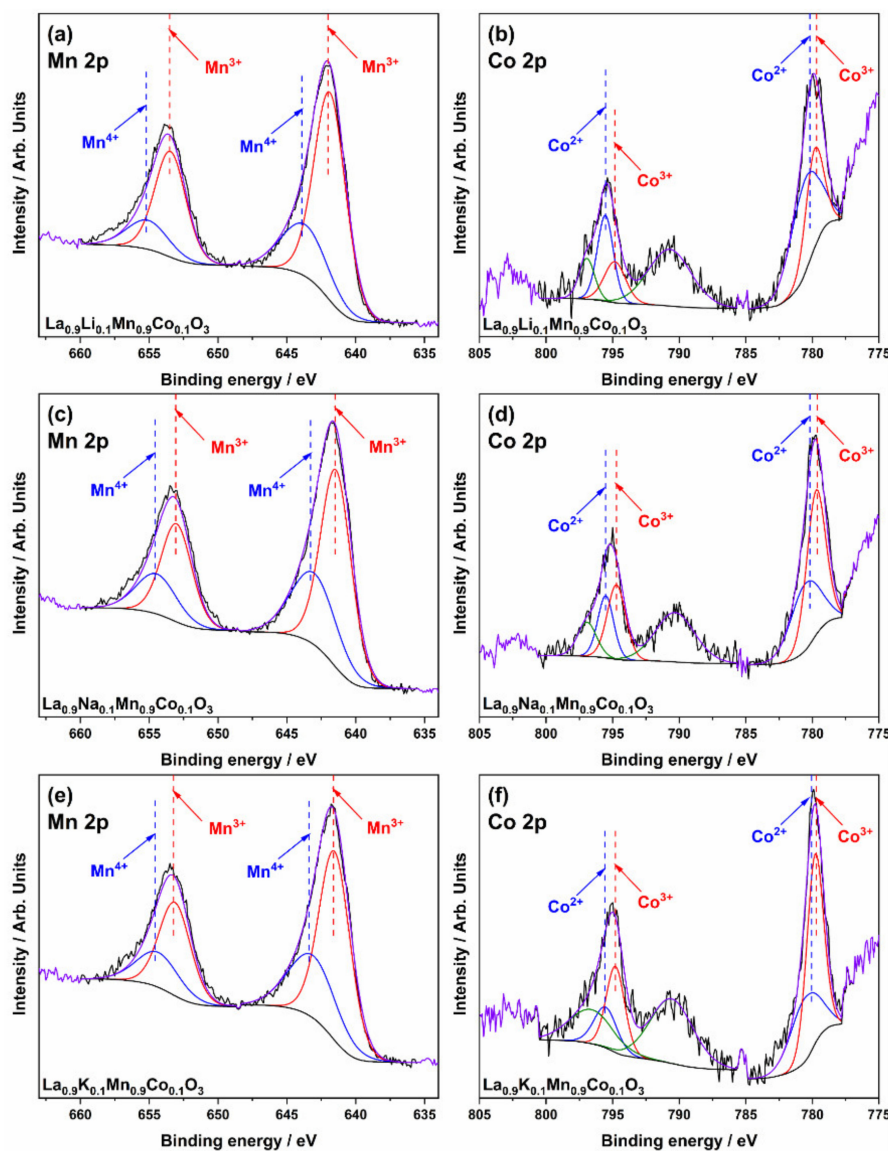 (a)
Mn 2p
Mn³⁺
Mn³⁺
Mn⁴⁺
Mn⁴⁺
Intensity / Arb. Units
La₀.₉Li₀.₁Mn₀.₉Co₀.₁O₃
660 655 650 645 640 635
Binding energy / eV
(b)
Co 2p
Co²⁺
Co³⁺
Co²⁺
Co³⁺
Intensity / Arb. Units
La₀.₉Li₀.₁Mn₀.₉Co₀.₁O₃
805 800 795 790 785 780 775
Binding energy / eV
(c)
Mn 2p
Mn³⁺
Mn³⁺
Mn⁴⁺
Mn⁴⁺
Intensity / Arb. Units
La₀.₉Na₀.₁Mn₀.₉Co₀.₁O₃
660 655 650 645 640 635
Binding energy / eV
(d)
Co 2p
Co²⁺
Co³⁺
Co²⁺
Co³⁺
Intensity / Arb. Units
La₀.₉Na₀.₁Mn₀.₉Co₀.₁O₃
805 800 795 790 785 780 775
Binding energy / eV
(e)
Mn 2p
Mn³⁺
Mn³⁺
Mn⁴⁺
Mn⁴⁺
Intensity / Arb. Units
La₀.₉K₀.₁Mn₀.₉Co₀.₁O₃
660 655 650 645 640 635
Binding energy / eV
(f)
Co 2p
Co²⁺
Co³⁺
Co²⁺
Co³⁺
Intensity / Arb. Units
La₀.₉K₀.₁Mn₀.₉Co₀.₁O₃
805 800 795 790 785 780 775
Binding energy / eV